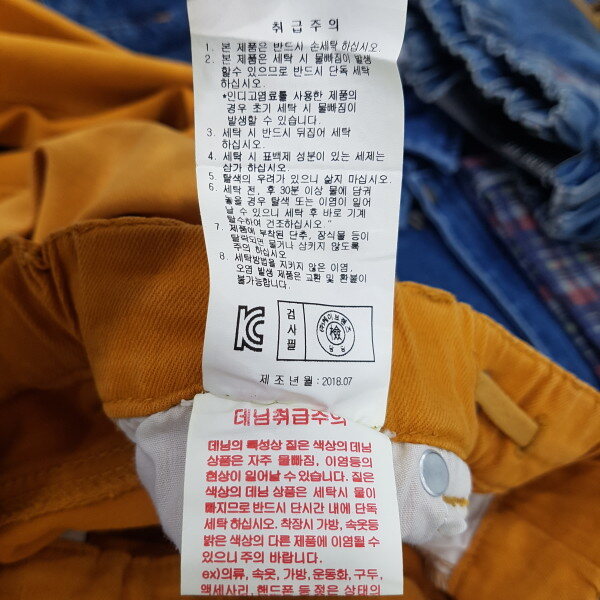 취급주의
1. 본 제품은 반드시 손세탁 하십시오.
2. 본 제품은 세탁 시 물빠짐이 발생
할수 있으므로 반드시 단독 세탁
하십시오.
*인디고염료를 사용한 제품의
경우 초기 세탁 시 물빠짐이
발생할 수 있습니다.
3. 세탁 시 반드시 뒤집어 세탁
하십시오.
4. 세탁 시 표백제 성분이 있는 세제는
삼가 하십시오.
5. 탈색의 우려가 있으니 삶지 마십시오.
6. 세탁 전, 후 30분 이상 물에 담궈
놓을 경우 탈색 또는 이염이 일어
날 수 있으니 세탁 후 바로 기계
탈수하여 건조하십시오
7. 제품에 부착된 단추, 장식물 등이
탈락되면 물거나 삼키지 않도록
주의 하십시오
8. 세탁방법을 지키지 않은 이염,
오염 발생 제품은 교환 및 환불이
불가능합니다.
검사필
檢
제조년월 : 2018.07
데님취급주의
데님의 특성상 짙은 색상의 데님
상품은 자주 물빠짐, 이염등의
현상이 일어날 수 있습니다. 짙은
색상의 데님 상품은 세탁시 물이
빠지므로 반드시 단시간 내에 단독
세탁 하십시오. 착장시 가방, 속옷등
밝은 색상의 다른 제품에 이염될 수
있으니 주의 바랍니다.
ex)의류, 속옷, 가방, 운동화, 구두,
액세사리, 핸드폰 등 젖은 상태의